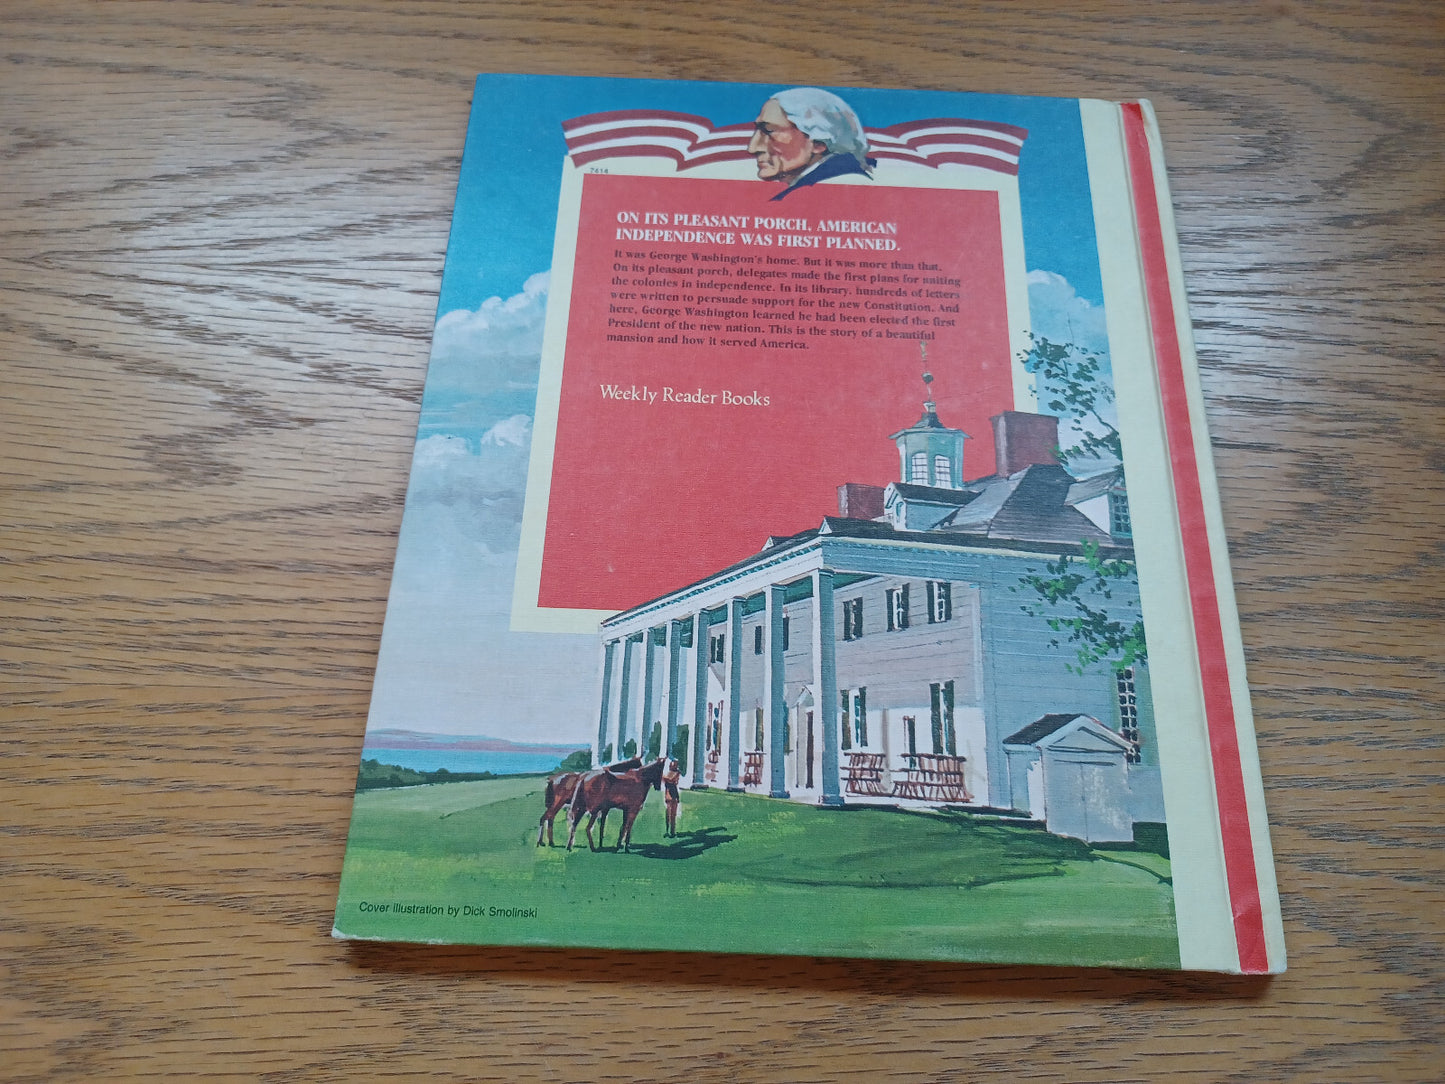 7616
ON ITS PLEASANT PORCH, AMERICAN
INDEPENDENCE WAS FIRST PLANNED.
It was George Washington's home. But it was more than that.
On its pleasant porch, delegates made the first plans for uniting
the colonies in independence. In its library, hundreds of letters
were written to persuade support for the new Constitution. And
here, George Washington learned he had been elected the first
President of the new nation. This is the story of a beautiful
mansion and how it served America.
Weekly Reader Books
Cover illustration by Dick Smolinski